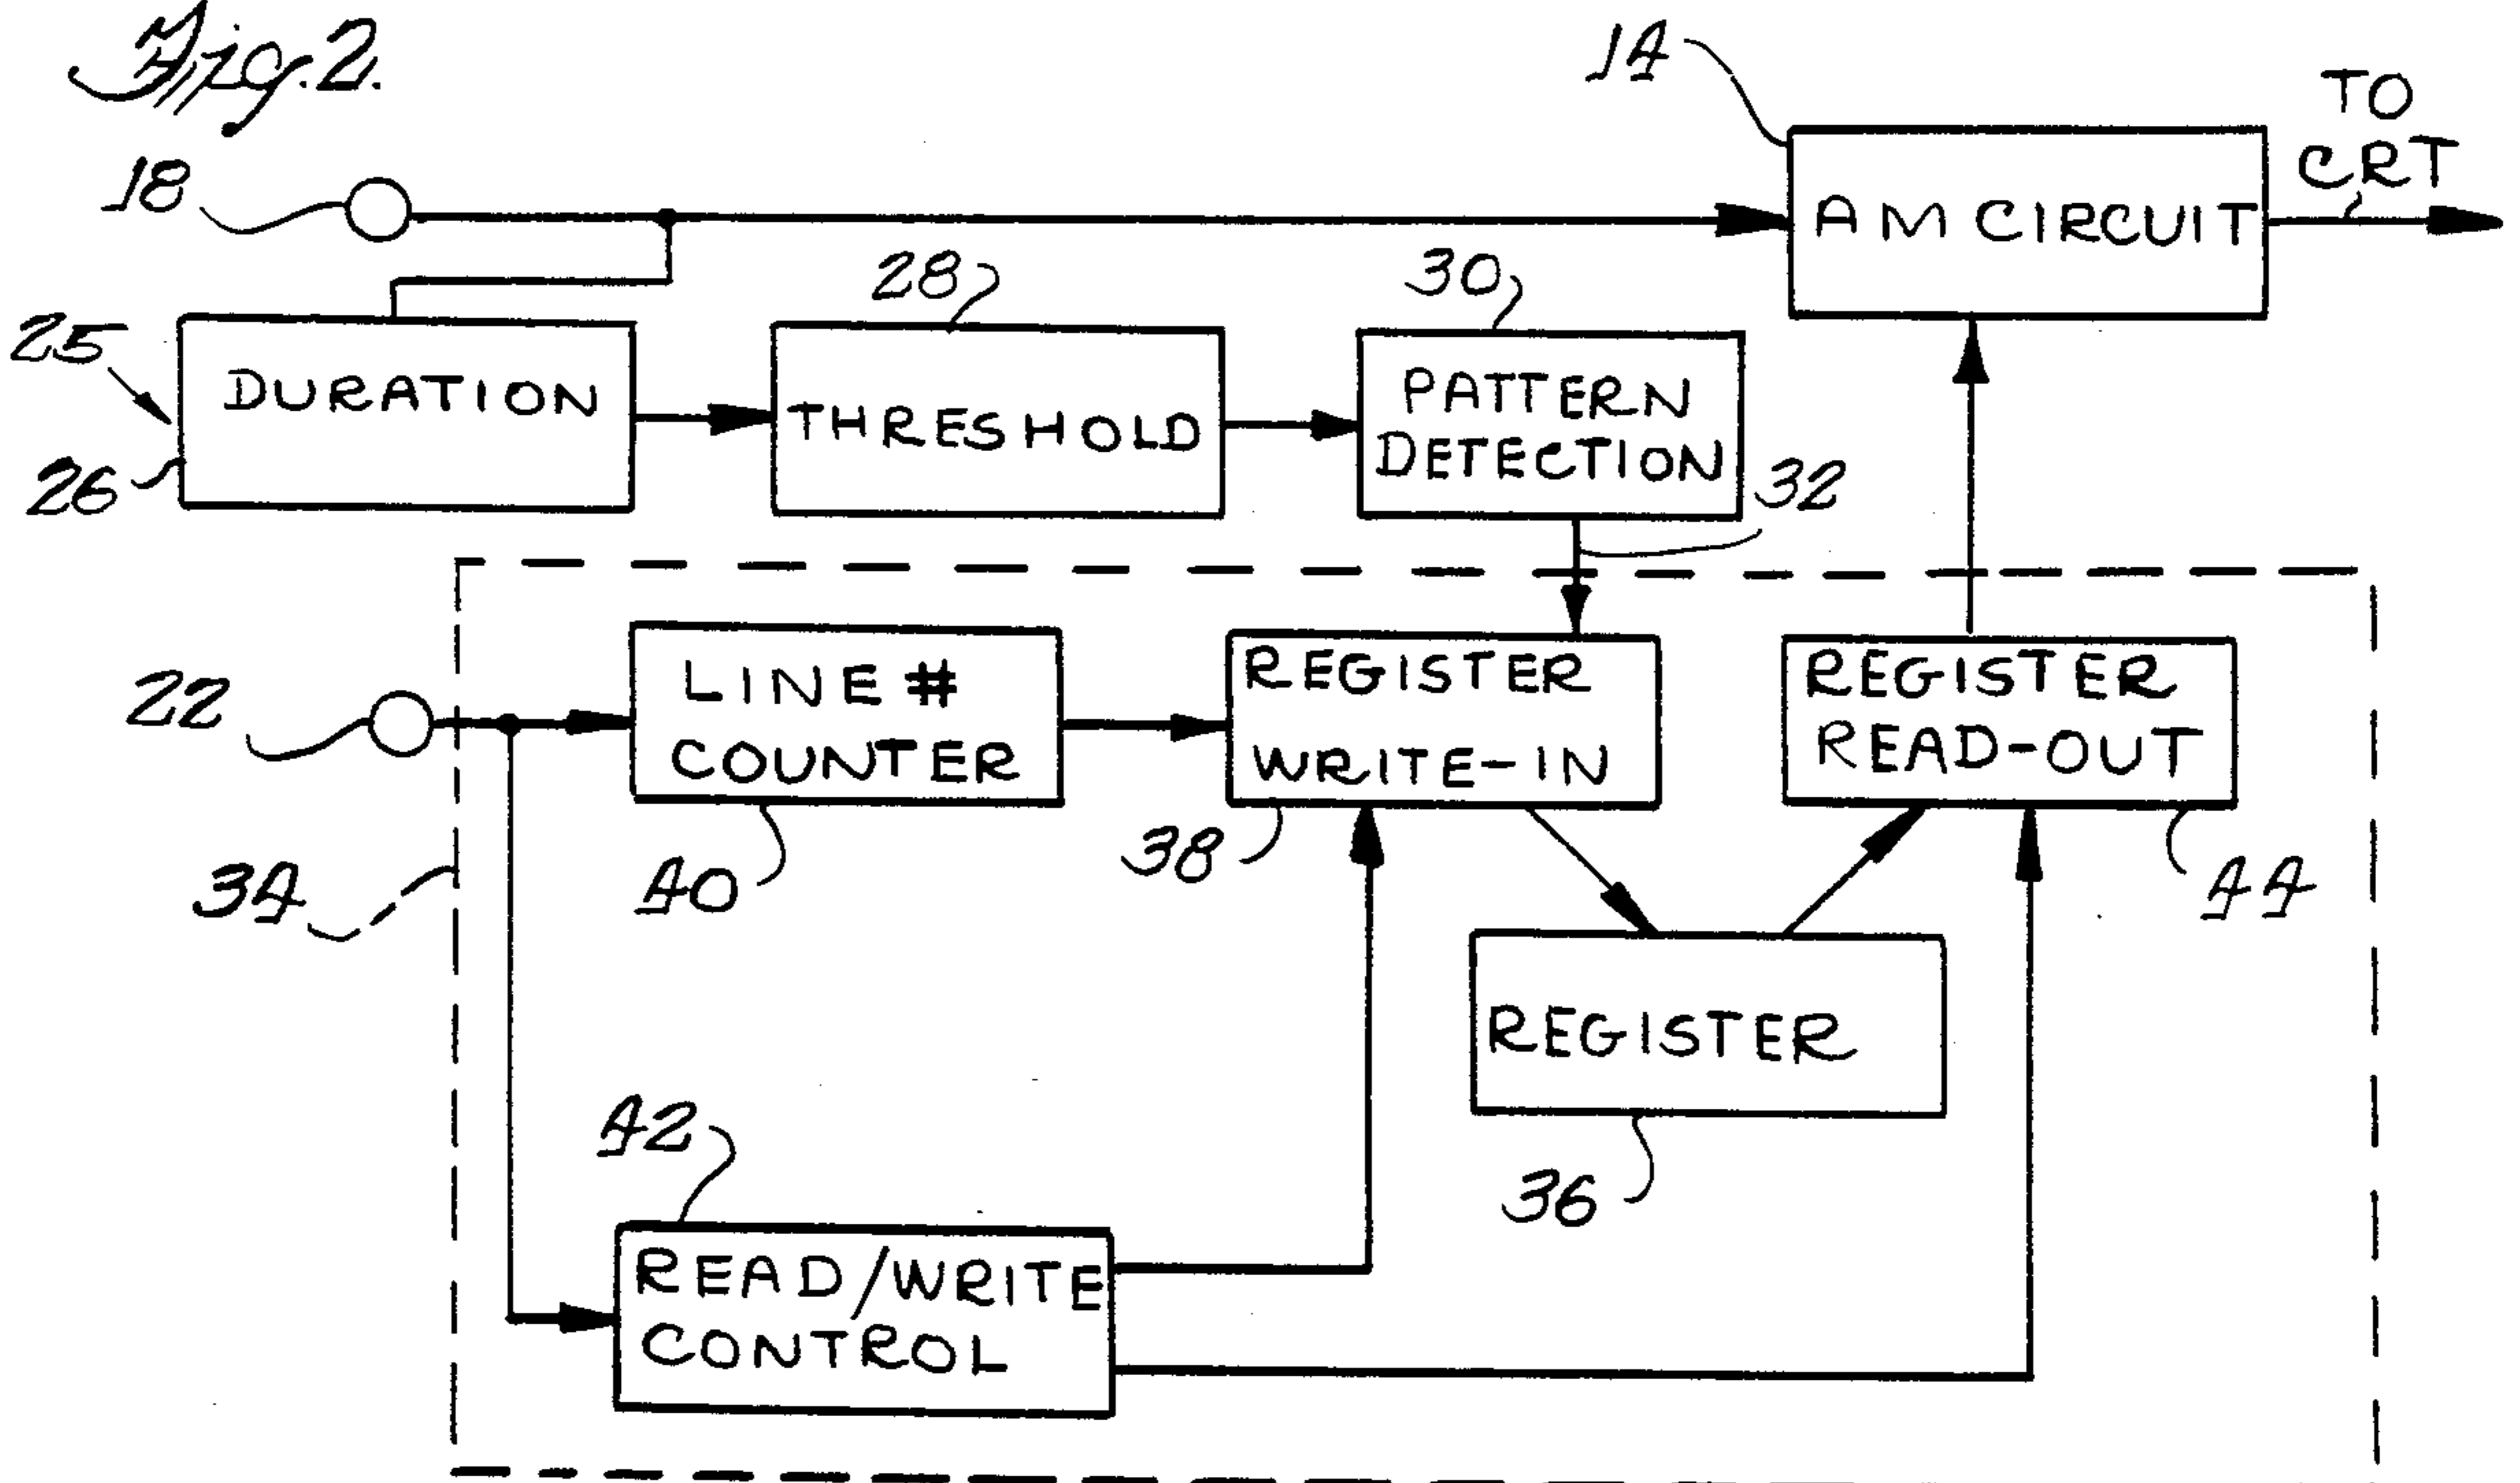 Fig. 2.
14
TO
CRT
18
AM CIRCUIT
28
30
25
DURATION
THRESHOLD
PATTERN
DETECTION
26
32
22
LINE #
COUNTER
REGISTER
WRITE-IN
REGISTER
READ-OUT
34
40
38
44
REGISTER
42
36
READ/WRITE
CONTROL